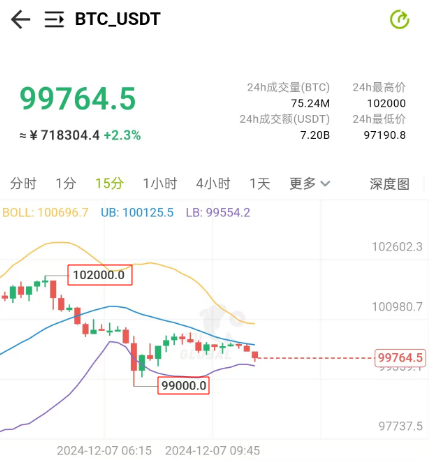 BTC_USDT
99764.5
≈ ¥ 718304.4 +2.3%
24h成交量(BTC) 24h最高价
75.24M 102000
24h成交额(USDT) 24h最低价
7.20B 97190.8
分时 1分 15分 1小时 4小时 1天 更多 深度图
BOLL: 100696.7 UB: 100125.5 LB: 99554.2
102602.3
102000.0
100980.7
99764.5
99359.1
99000.0
97737.5
2024-12-07 06:15 2024-12-07 09:45